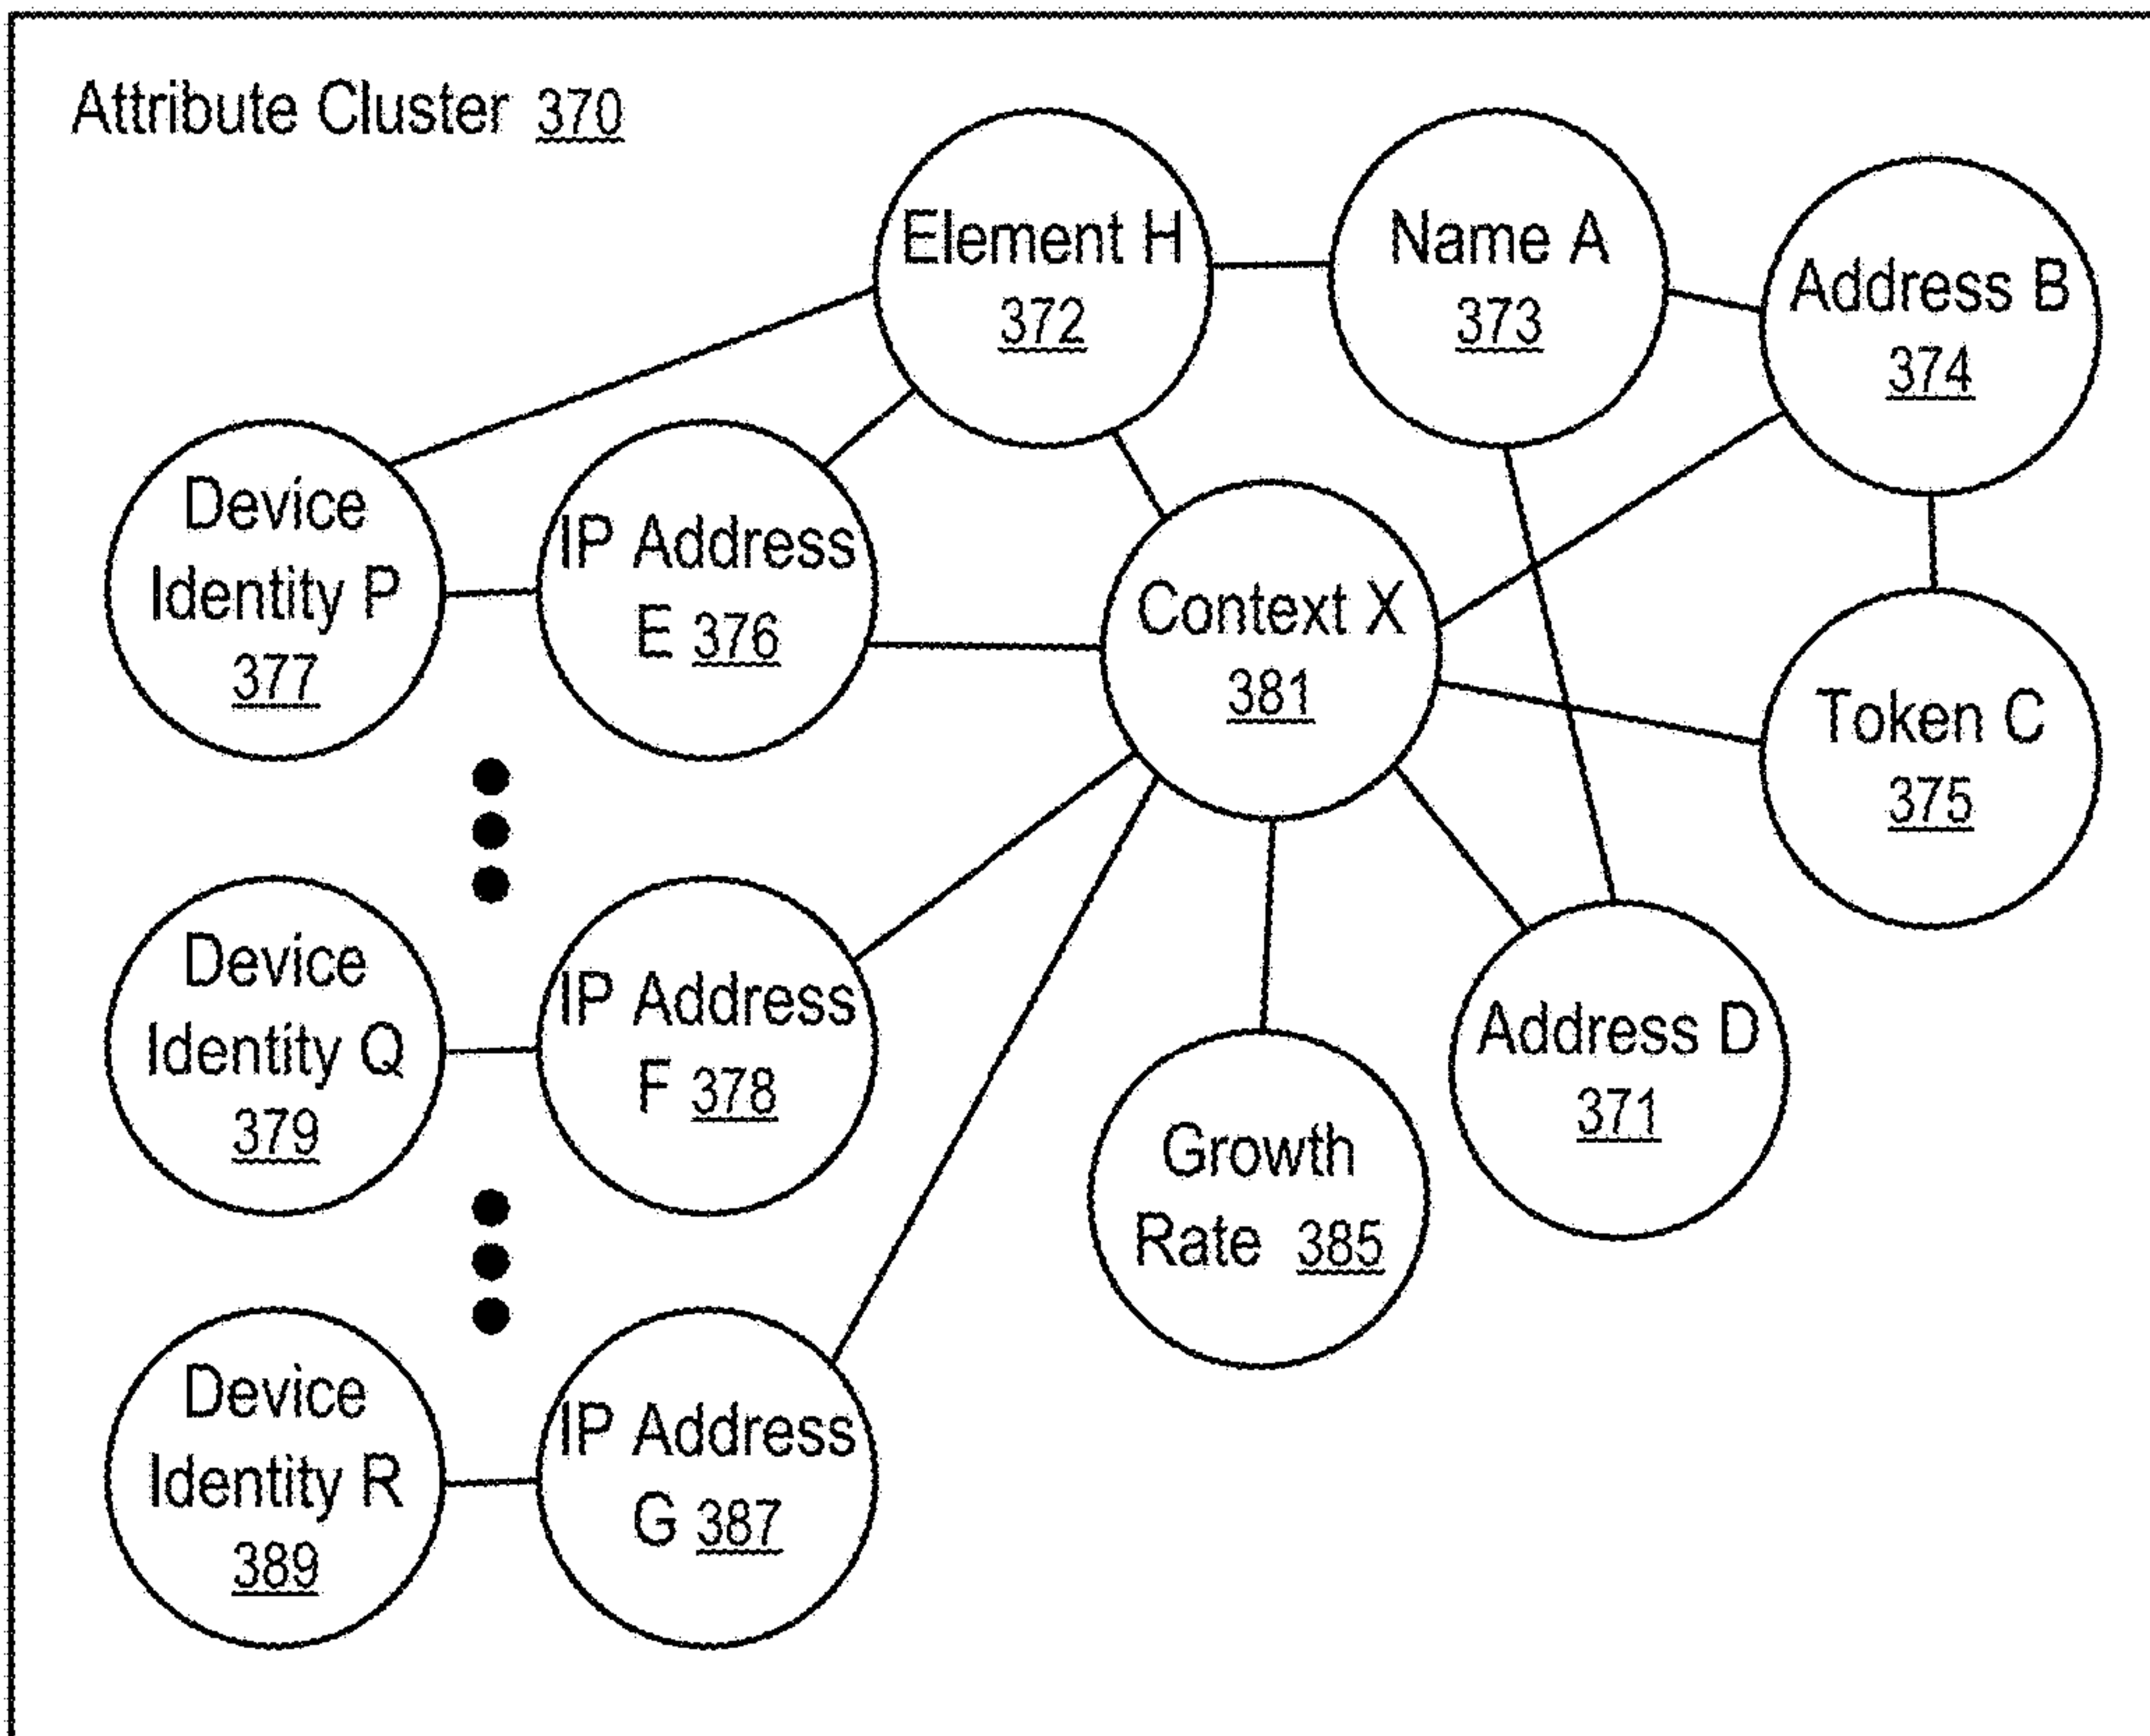 Attribute Cluster 370
Element H
372
Name A
373
Address B
374
Device
Identity P
377
IP Address
E 376
Context X
381
Token C
375
Device
Identity Q
379
IP Address
F 378
Address D
371
Growth
Rate 385
Device
Identity R
389
IP Address
G 387